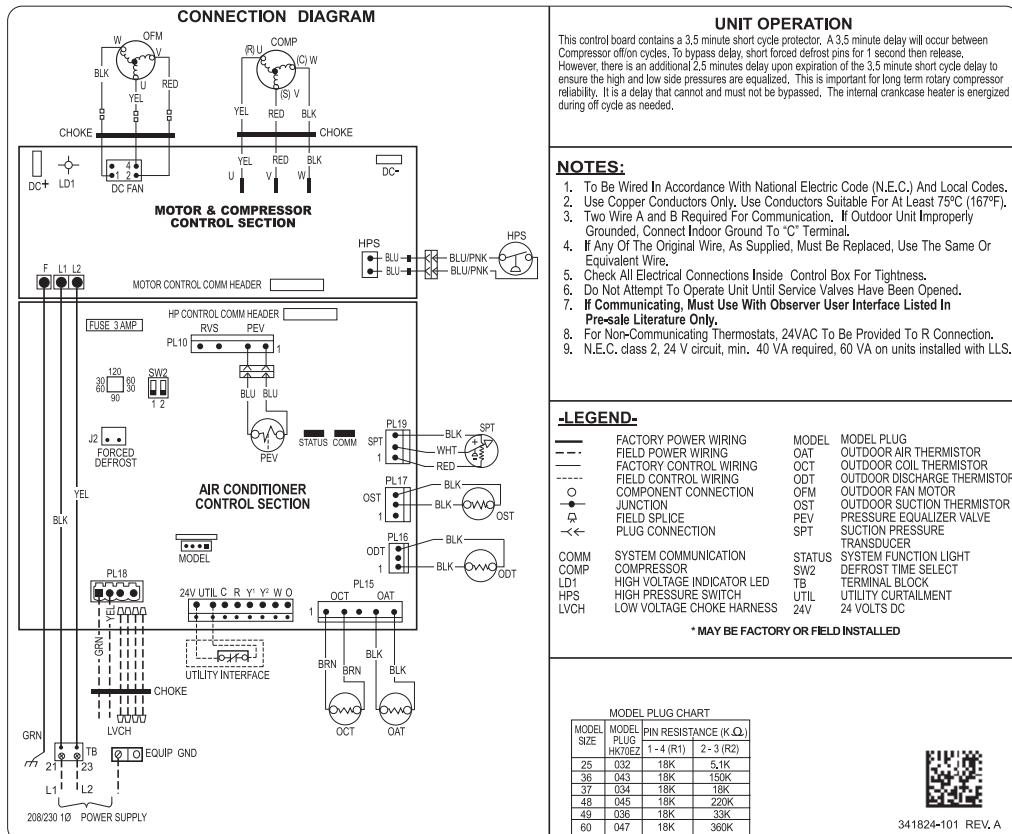 CONNECTION DIAGRAM
OFM
W
V
U
BLK
YEL
RED
CHOKE
COMP
(R) U
(C) W
(S) V
YEL
RED
BLK
CHOKE
YEL
RED
BLK
U
V
W
DC+
LD1
4
1 2
DC FAN
DC-
MOTOR & COMPRESSOR
CONTROL SECTION
HPS
BLU
BLU
BLU/PNK
BLU/PNK
HPS
F L1 L2
MOTOR CONTROL COMM HEADER
HP CONTROL COMM HEADER
FUSE 3 AMP
RVS PEV
PL10
1
BLU BLU
PEV
120
30 60
60 30
90
SW2
1 2
J2
FORCED
DEFROST
STATUS COMM
PL19
SPT
1
BLK
WHT
RED
SPT
PL17
OST
1
BLK
BLK
OST
PL16
ODT
1
BLK
BLK
ODT
AIR CONDITIONER
CONTROL SECTION
YEL
BLK
MODEL
PL18
24V UTIL C R Y¹ Y² W O
PL15
OCT OAT
1
GRN
YEL
UTILITY INTERFACE
BRN
BRN
BLK
BLK
OCT
OAT
CHOKE
LVCH
GRN
TB
21 23
EQUIP GND
L1 L2
208/230 1Ø POWER SUPPLY
UNIT OPERATION
This control board contains a 3.5 minute short cycle protector. A 3.5 minute delay will occur between
Compressor off/on cycles. To bypass delay, short forced defrost pins for 1 second then release.
However, there is an additional 2.5 minutes delay upon expiration of the 3.5 minute short cycle delay to
ensure the high and low side pressures are equalized. This is important for long term rotary compressor
reliability. It is a delay that cannot and must not be bypassed. The internal crankcase heater is energized
during off cycle as needed.
NOTES:
1. To Be Wired In Accordance With National Electric Code (N.E.C.) And Local Codes.
2. Use Copper Conductors Only. Use Conductors Suitable For At Least 75ºC (167ºF).
3. Two Wire A and B Required For Communication. If Outdoor Unit Improperly
Grounded, Connect Indoor Ground To "C" Terminal.
4. If Any Of The Original Wire, As Supplied, Must Be Replaced, Use The Same Or
Equivalent Wire.
5. Check All Electrical Connections Inside Control Box For Tightness.
6. Do Not Attempt To Operate Unit Until Service Valves Have Been Opened.
7. If Communicating, Must Use With Observer User Interface Listed In
Pre-sale Literature Only.
8. For Non-Communicating Thermostats, 24VAC To Be Provided To R Connection.
9. N.E.C. class 2, 24 V circuit, min. 40 VA required, 60 VA on units installed with LLS.
-LEGEND-
FACTORY POWER WIRING
FIELD POWER WIRING
FACTORY CONTROL WIRING
FIELD CONTROL WIRING
COMPONENT CONNECTION
JUNCTION
FIELD SPLICE
PLUG CONNECTION
COMM SYSTEM COMMUNICATION
COMP COMPRESSOR
LD1 HIGH VOLTAGE INDICATOR LED
HPS HIGH PRESSURE SWITCH
LVCH LOW VOLTAGE CHOKE HARNESS
MODEL MODEL PLUG
OAT OUTDOOR AIR THERMISTOR
OCT OUTDOOR COIL THERMISTOR
ODT OUTDOOR DISCHARGE THERMISTOR
OFM OUTDOOR FAN MOTOR
OST OUTDOOR SUCTION THERMISTOR
PEV PRESSURE EQUALIZER VALVE
SPT SUCTION PRESSURE
TRANSDUCER
STATUS SYSTEM FUNCTION LIGHT
SW2 DEFROST TIME SELECT
TB TERMINAL BLOCK
UTIL UTILITY CURTAILMENT
24V 24 VOLTS DC
* MAY BE FACTORY OR FIELD INSTALLED
MODEL PLUG CHART
MODEL SIZE MODEL PLUG HK70EZ PIN RESISTANCE (K Ω)
1 - 4 (R1) 2 - 3 (R2)
25 032 18K 5.1K
36 043 18K 150K
37 034 18K 18K
48 045 18K 220K
49 036 18K 33K
60 047 18K 360K
341824-101 REV. A